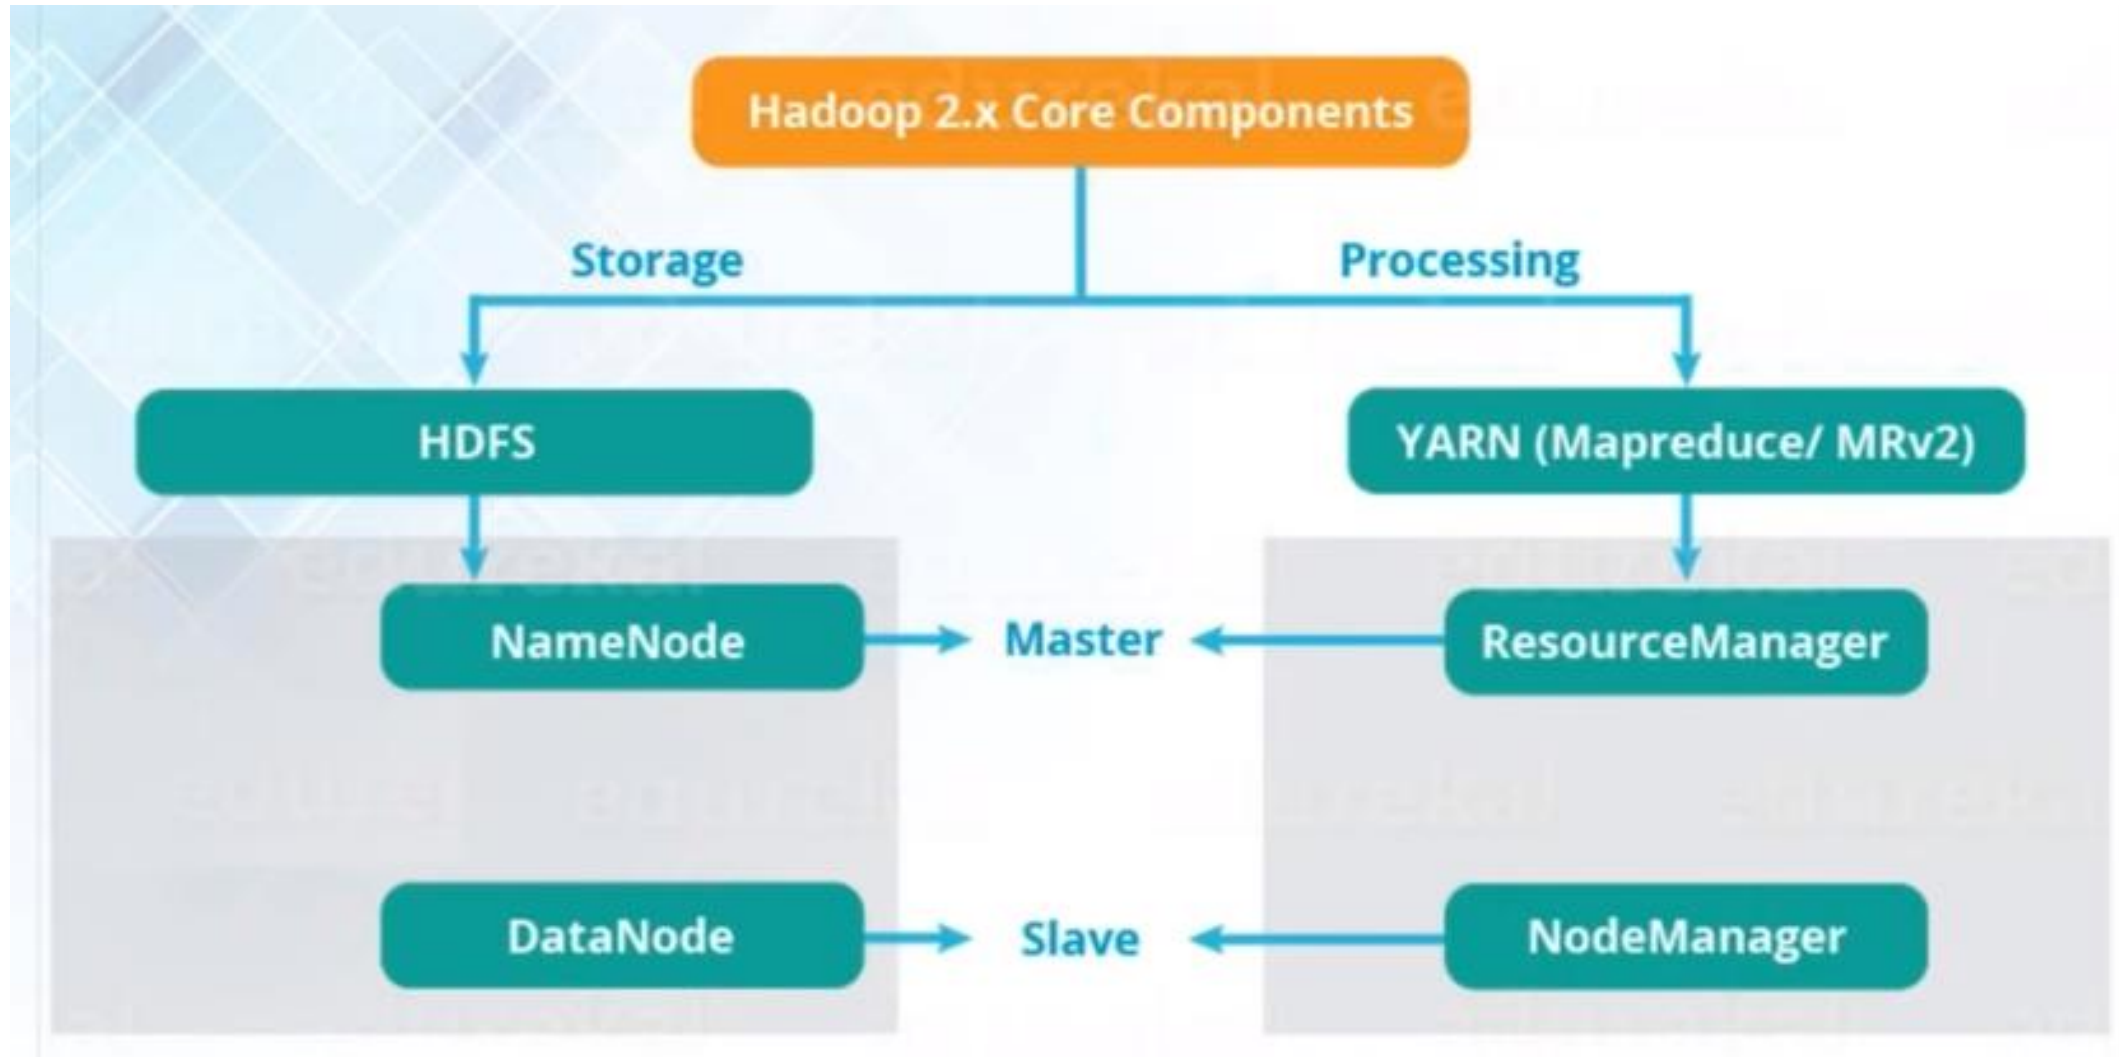 Hadoop 2.x Core Components
Storage
Processing
HDFS
YARN (Mapreduce/ MRv2)
NameNode
Master
ResourceManager
DataNode
Slave
NodeManager